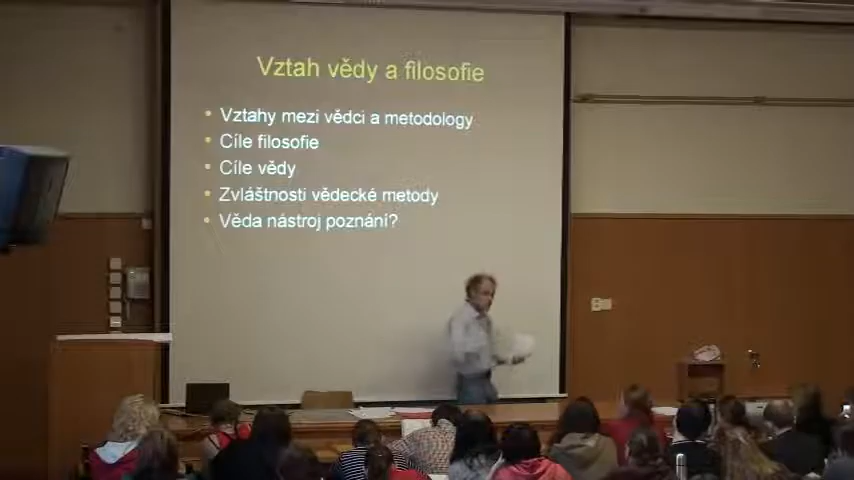 Vztah vědy a filosofie
• Vztahy mezi vědci a metodology
• Cíle filosofie
• Cíle vědy
• Zvláštnosti vědecké metody
• Věda nástroj poznání?